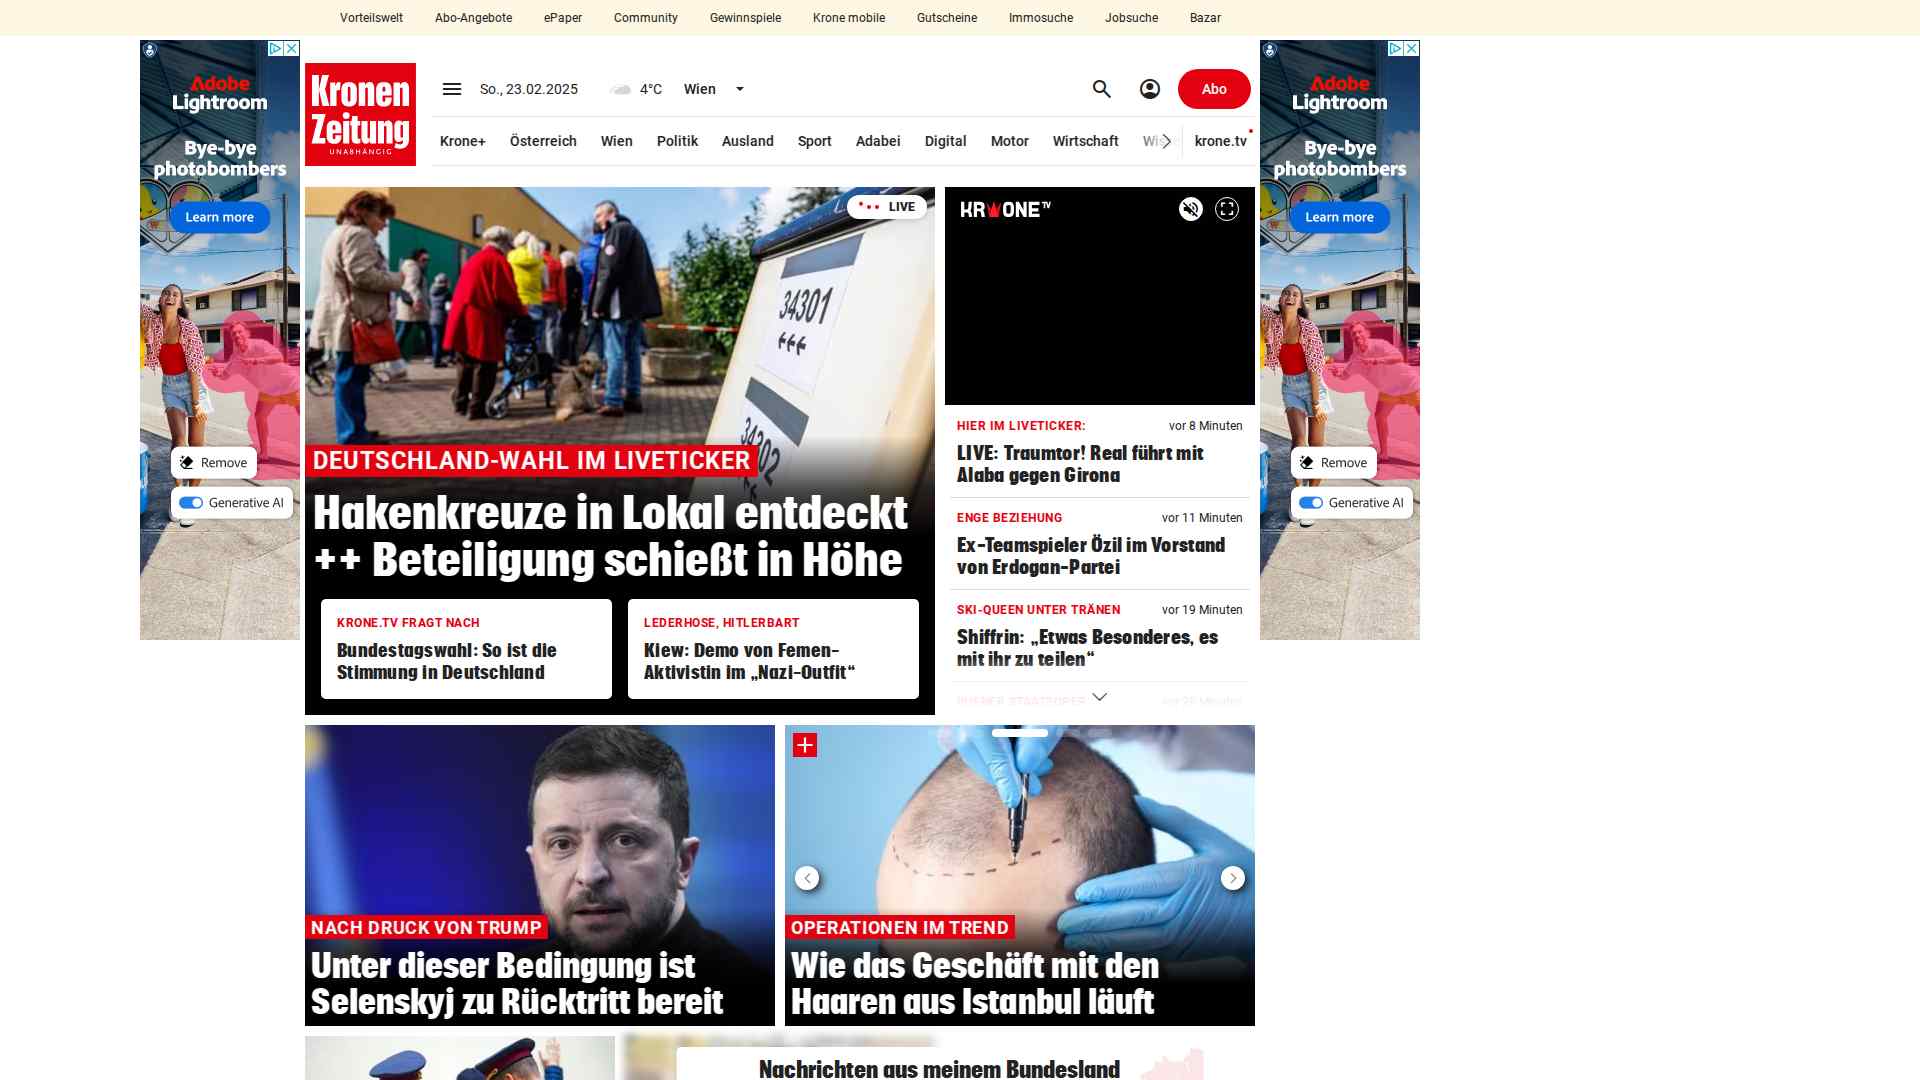 Vorteilswelt Abo-Angebote ePaper Community Gewinnspiele Krone mobile Gutscheine Immosuche Jobsuche Bazar
Adobe
Lightroom
Bye-bye
photobombers
Learn more
Remove
Generative AI
Kronen
Zeitung
UNABHÄNGIG
So., 23.02.2025 4°C Wien Abo
Krone+ Österreich Wien Politik Ausland Sport Adabei Digital Motor Wirtschaft krone.tv
LIVE
34301
34302
DEUTSCHLAND-WAHL IM LIVETICKER
Hakenkreuze in Lokal entdeckt
++ Beteiligung schießt in Höhe
KRONE.TV FRAGT NACH
Bundestagswahl: So ist die
Stimmung in Deutschland
LEDERHOSE, HITLERBART
Kiew: Demo von Femen-
Aktivistin im „Nazi-Outfit“
KRONE TV
HIER IM LIVETICKER: vor 8 Minuten
LIVE: Traumtor! Real führt mit
Alaba gegen Girona
ENGE BEZIEHUNG vor 11 Minuten
Ex-Teamspieler Özil im Vorstand
von Erdogan-Partei
SKI-QUEEN UNTER TRÄNEN vor 19 Minuten
Shiffrin: „Etwas Besonderes, es
mit ihr zu teilen“
Adobe
Lightroom
Bye-bye
photobombers
Learn more
Remove
Generative AI
NACH DRUCK VON TRUMP
Unter dieser Bedingung ist
Selenskyj zu Rücktritt bereit
OPERATIONEN IM TREND
Wie das Geschäft mit den
Haaren aus Istanbul läuft
Nachrichten aus meinem Bundesland